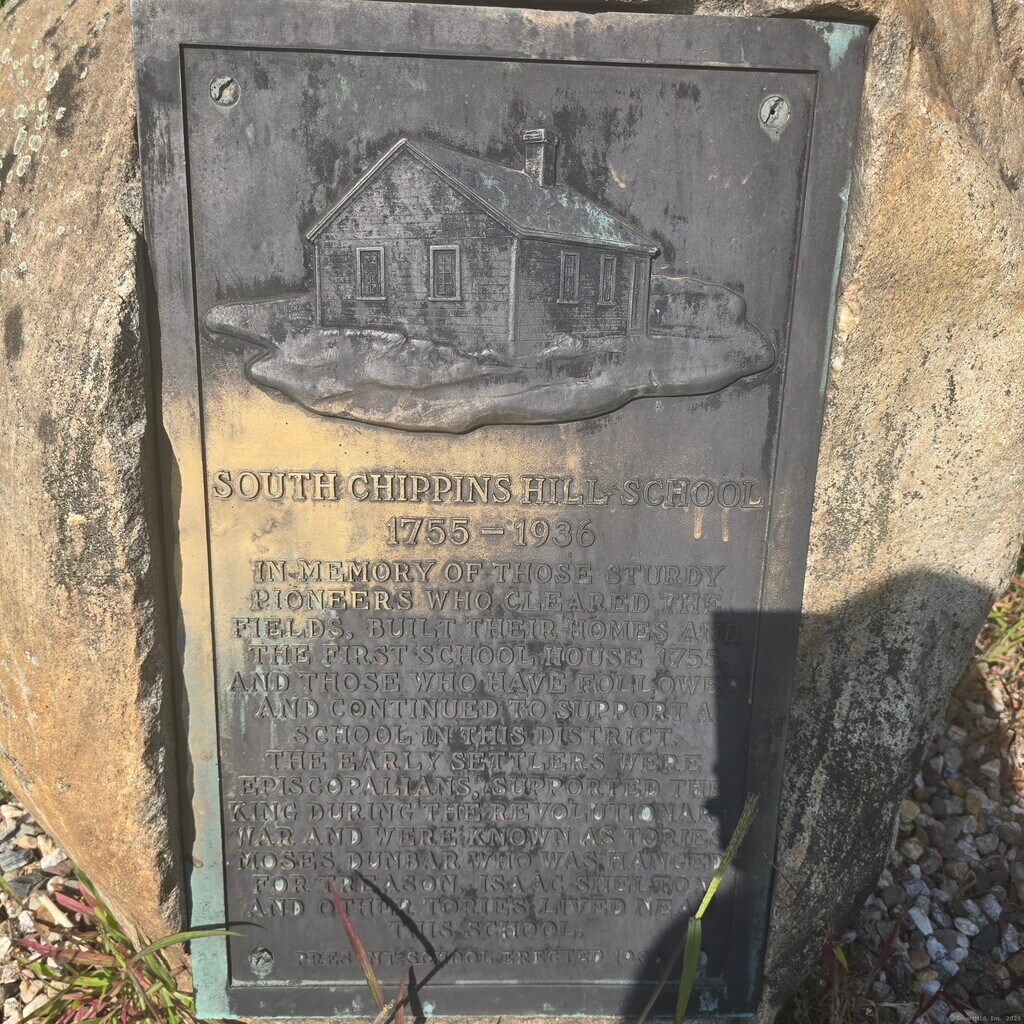 SOUTH CHIPPINS HILL SCHOOL
1755 – 1936
IN MEMORY OF THOSE STURDY
PIONEERS WHO CLEARED THE
FIELDS, BUILT THEIR HOMES AND
THE FIRST SCHOOL HOUSE 1755
AND THOSE WHO HAVE FOLLOWED
AND CONTINUED TO SUPPORT A
SCHOOL IN THIS DISTRICT.
THE EARLY SETTLERS WERE
EPISCOPALIANS, SUPPORTED THE
KING DURING THE REVOLUTIONARY
WAR AND WERE KNOWN AS TORIES
MOSES DUNBAR WHO WAS HANGED
FOR TREASON, ISAAC SHELTON
AND OTHER TORIES LIVED NEAR
THIS SCHOOL.
PRESENT SCHOOL ERECTED
© SmartMLS, Inc. 2025